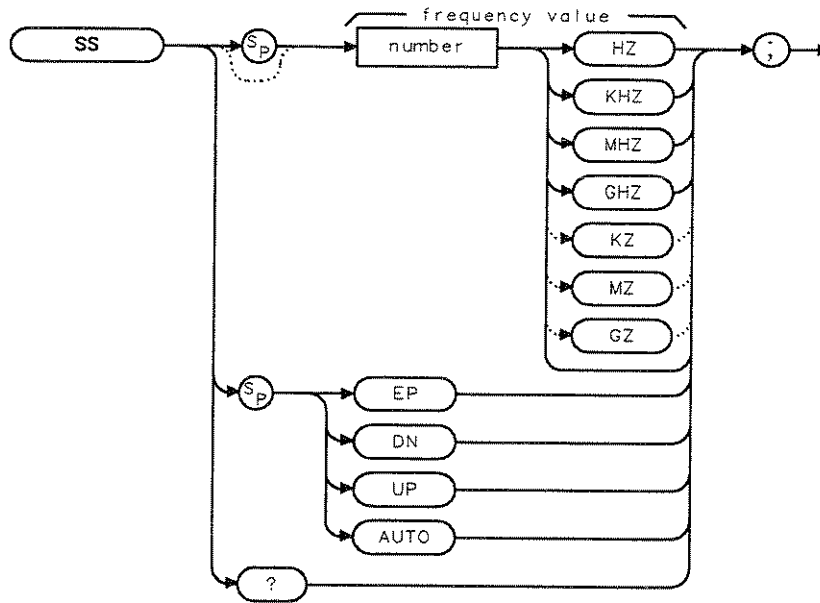 frequency value
SS
SP
number
HZ
;
KHZ
MHZ
GHZ
KZ
MZ
GZ
SP
EP
DN
UP
AUTO
?